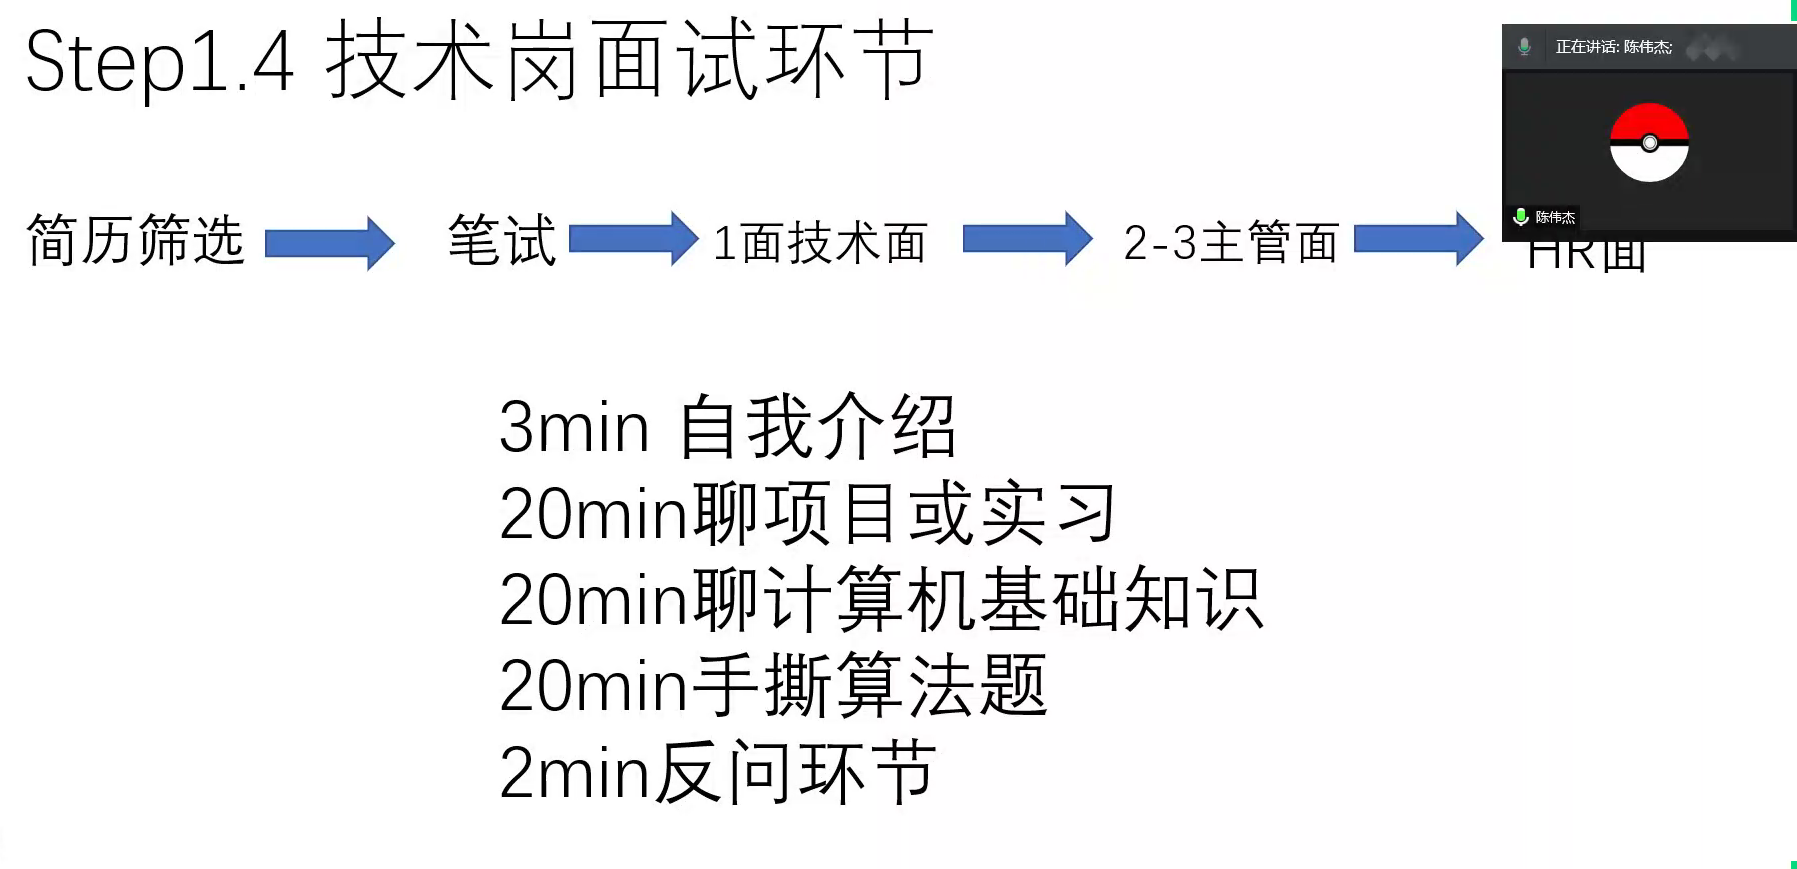 Step1.4 技术岗面试环节
正在讲话: 陈伟杰;
陈伟杰
简历筛选 笔试 1面技术面 2-3主管面 HR面
3min 自我介绍
20min聊项目或实习
20min聊计算机基础知识
20min手撕算法题
2min反问环节